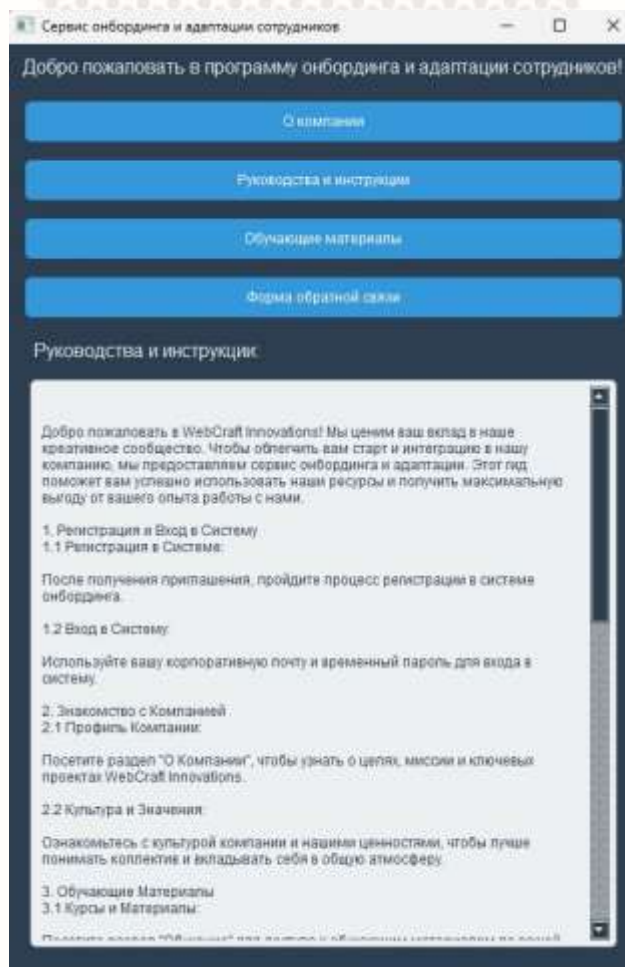 Сервис онбординга и адаптации сотрудников
Добро пожаловать в программу онбординга и адаптации сотрудников!
О компании
Руководства и инструкции
Обучающие материалы
Форма обратной связи
Руководства и инструкции:
Добро пожаловать в WebCraft Innovations! Мы ценим ваш вклад в наше
креативное сообщество. Чтобы облегчить вам старт и интеграцию в нашу
компанию, мы предоставляем сервис онбординга и адаптации. Этот гид
поможет вам успешно использовать наши ресурсы и получить максимальную
выгоду от вашего опыта работы с нами.
1. Регистрация и Вход в Систему
1.1 Регистрация в Системе:
После получения приглашения, пройдите процесс регистрации в системе
онбординга.
1.2 Вход в Систему:
Используйте вашу корпоративную почту и временный пароль для входа в
систему.
2. Знакомство с Компанией
2.1 Профиль Компании:
Посетите раздел "О Компании", чтобы узнать о целях, миссии и ключевых
проектах WebCraft Innovations.
2.2 Культура и Значения:
Ознакомьтесь с культурой компании и нашими ценностями, чтобы лучше
понимать коллектив и вкладывать себя в общую атмосферу.
3. Обучающие Материалы
3.1 Курсы и Материалы: